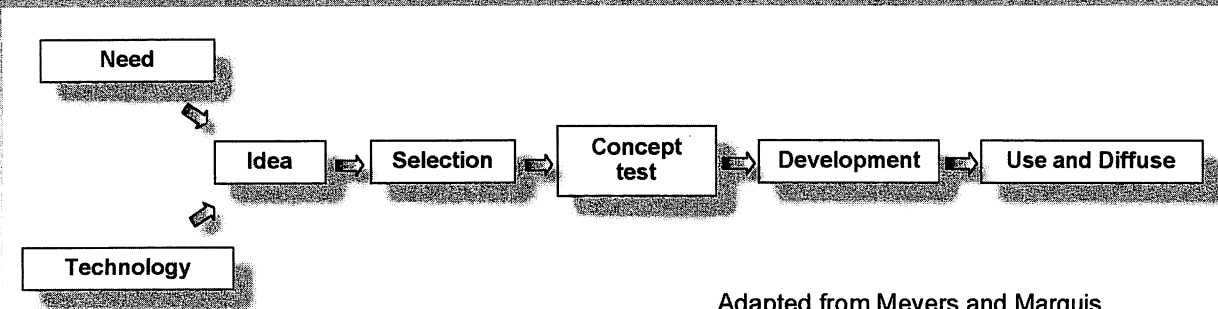 Need
Idea
Selection
Concept
test
Development
Use and Diffuse
Technology
Adapted from Meyers and Marquis